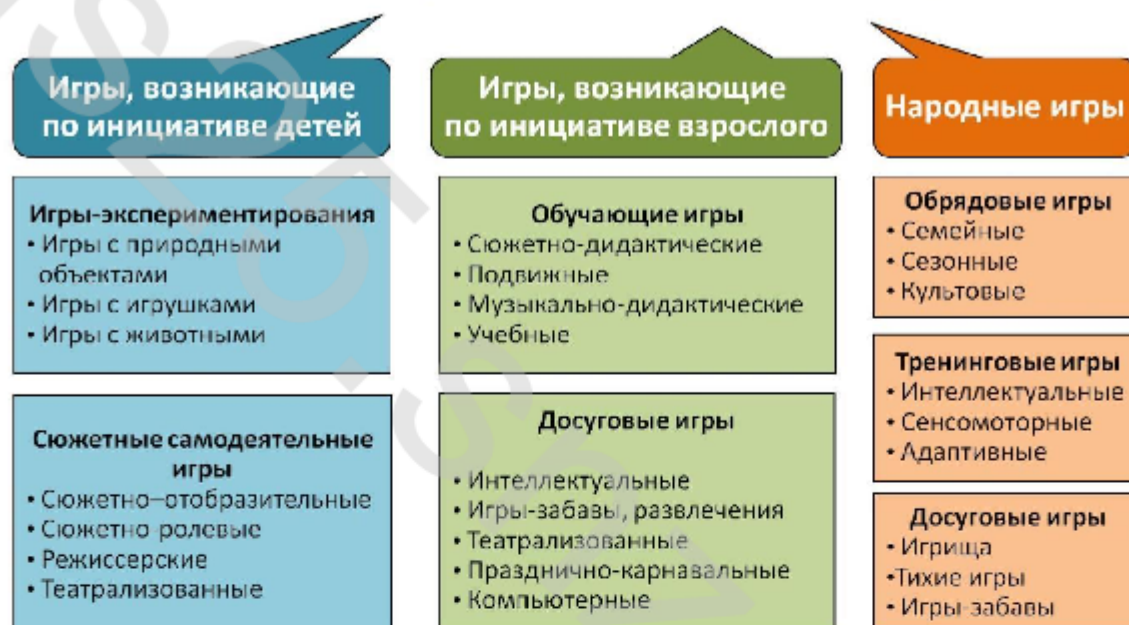 Игры, возникающие
по инициативе детей
Игры-экспериментирования
• Игры с природными
объектами
• Игры с игрушками
• Игры с животными
Сюжетные самодеятельные
игры
• Сюжетно–отобразительные
• Сюжетно-ролевые
• Режиссерские
• Театрализованные
Игры, возникающие
по инициативе взрослого
Обучающие игры
• Сюжетно-дидактические
• Подвижные
• Музыкально-дидактические
• Учебные
Досуговые игры
• Интеллектуальные
• Игры-забавы, развлечения
• Театрализованные
• Празднично-карнавальные
• Компьютерные
Народные игры
Обрядовые игры
• Семейные
• Сезонные
• Культовые
Тренинговые игры
• Интеллектуальные
• Сенсомоторные
• Адаптивные
Досуговые игры
• Игрища
•Тихие игры
• Игры-забавы